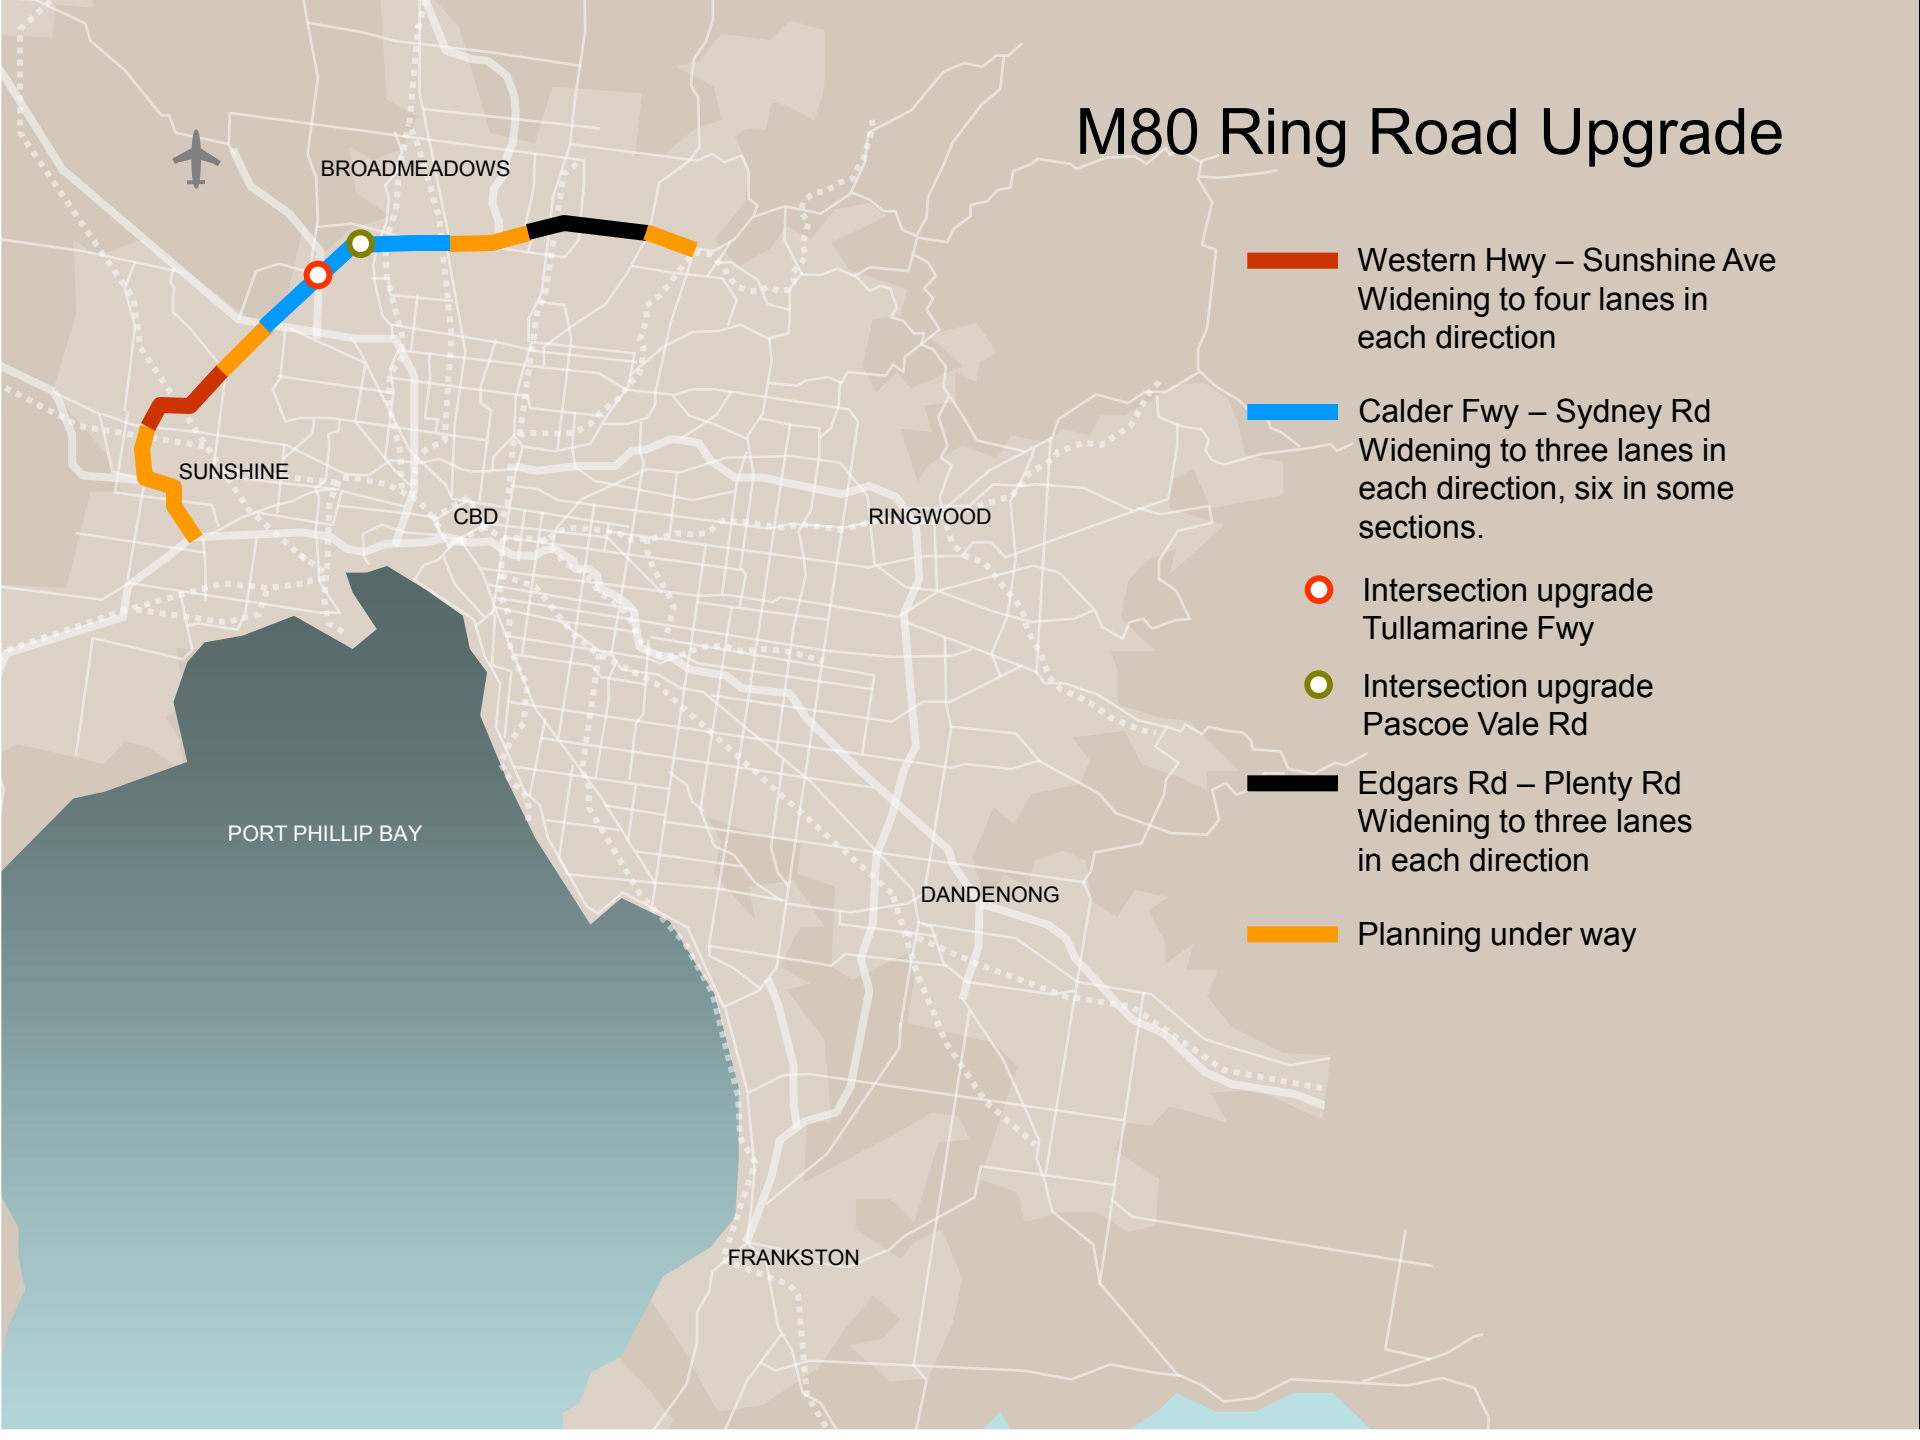 M80 Ring Road Upgrade
BROADMEADOWS
Western Hwy – Sunshine Ave
Widening to four lanes in
each direction
Calder Fwy – Sydney Rd
Widening to three lanes in
each direction, six in some
sections.
SUNSHINE
CBD
RINGWOOD
Intersection upgrade
Tullamarine Fwy
Intersection upgrade
Pascoe Vale Rd
Edgars Rd – Plenty Rd
Widening to three lanes
in each direction
PORT PHILLIP BAY
DANDENONG
Planning under way
FRANKSTON